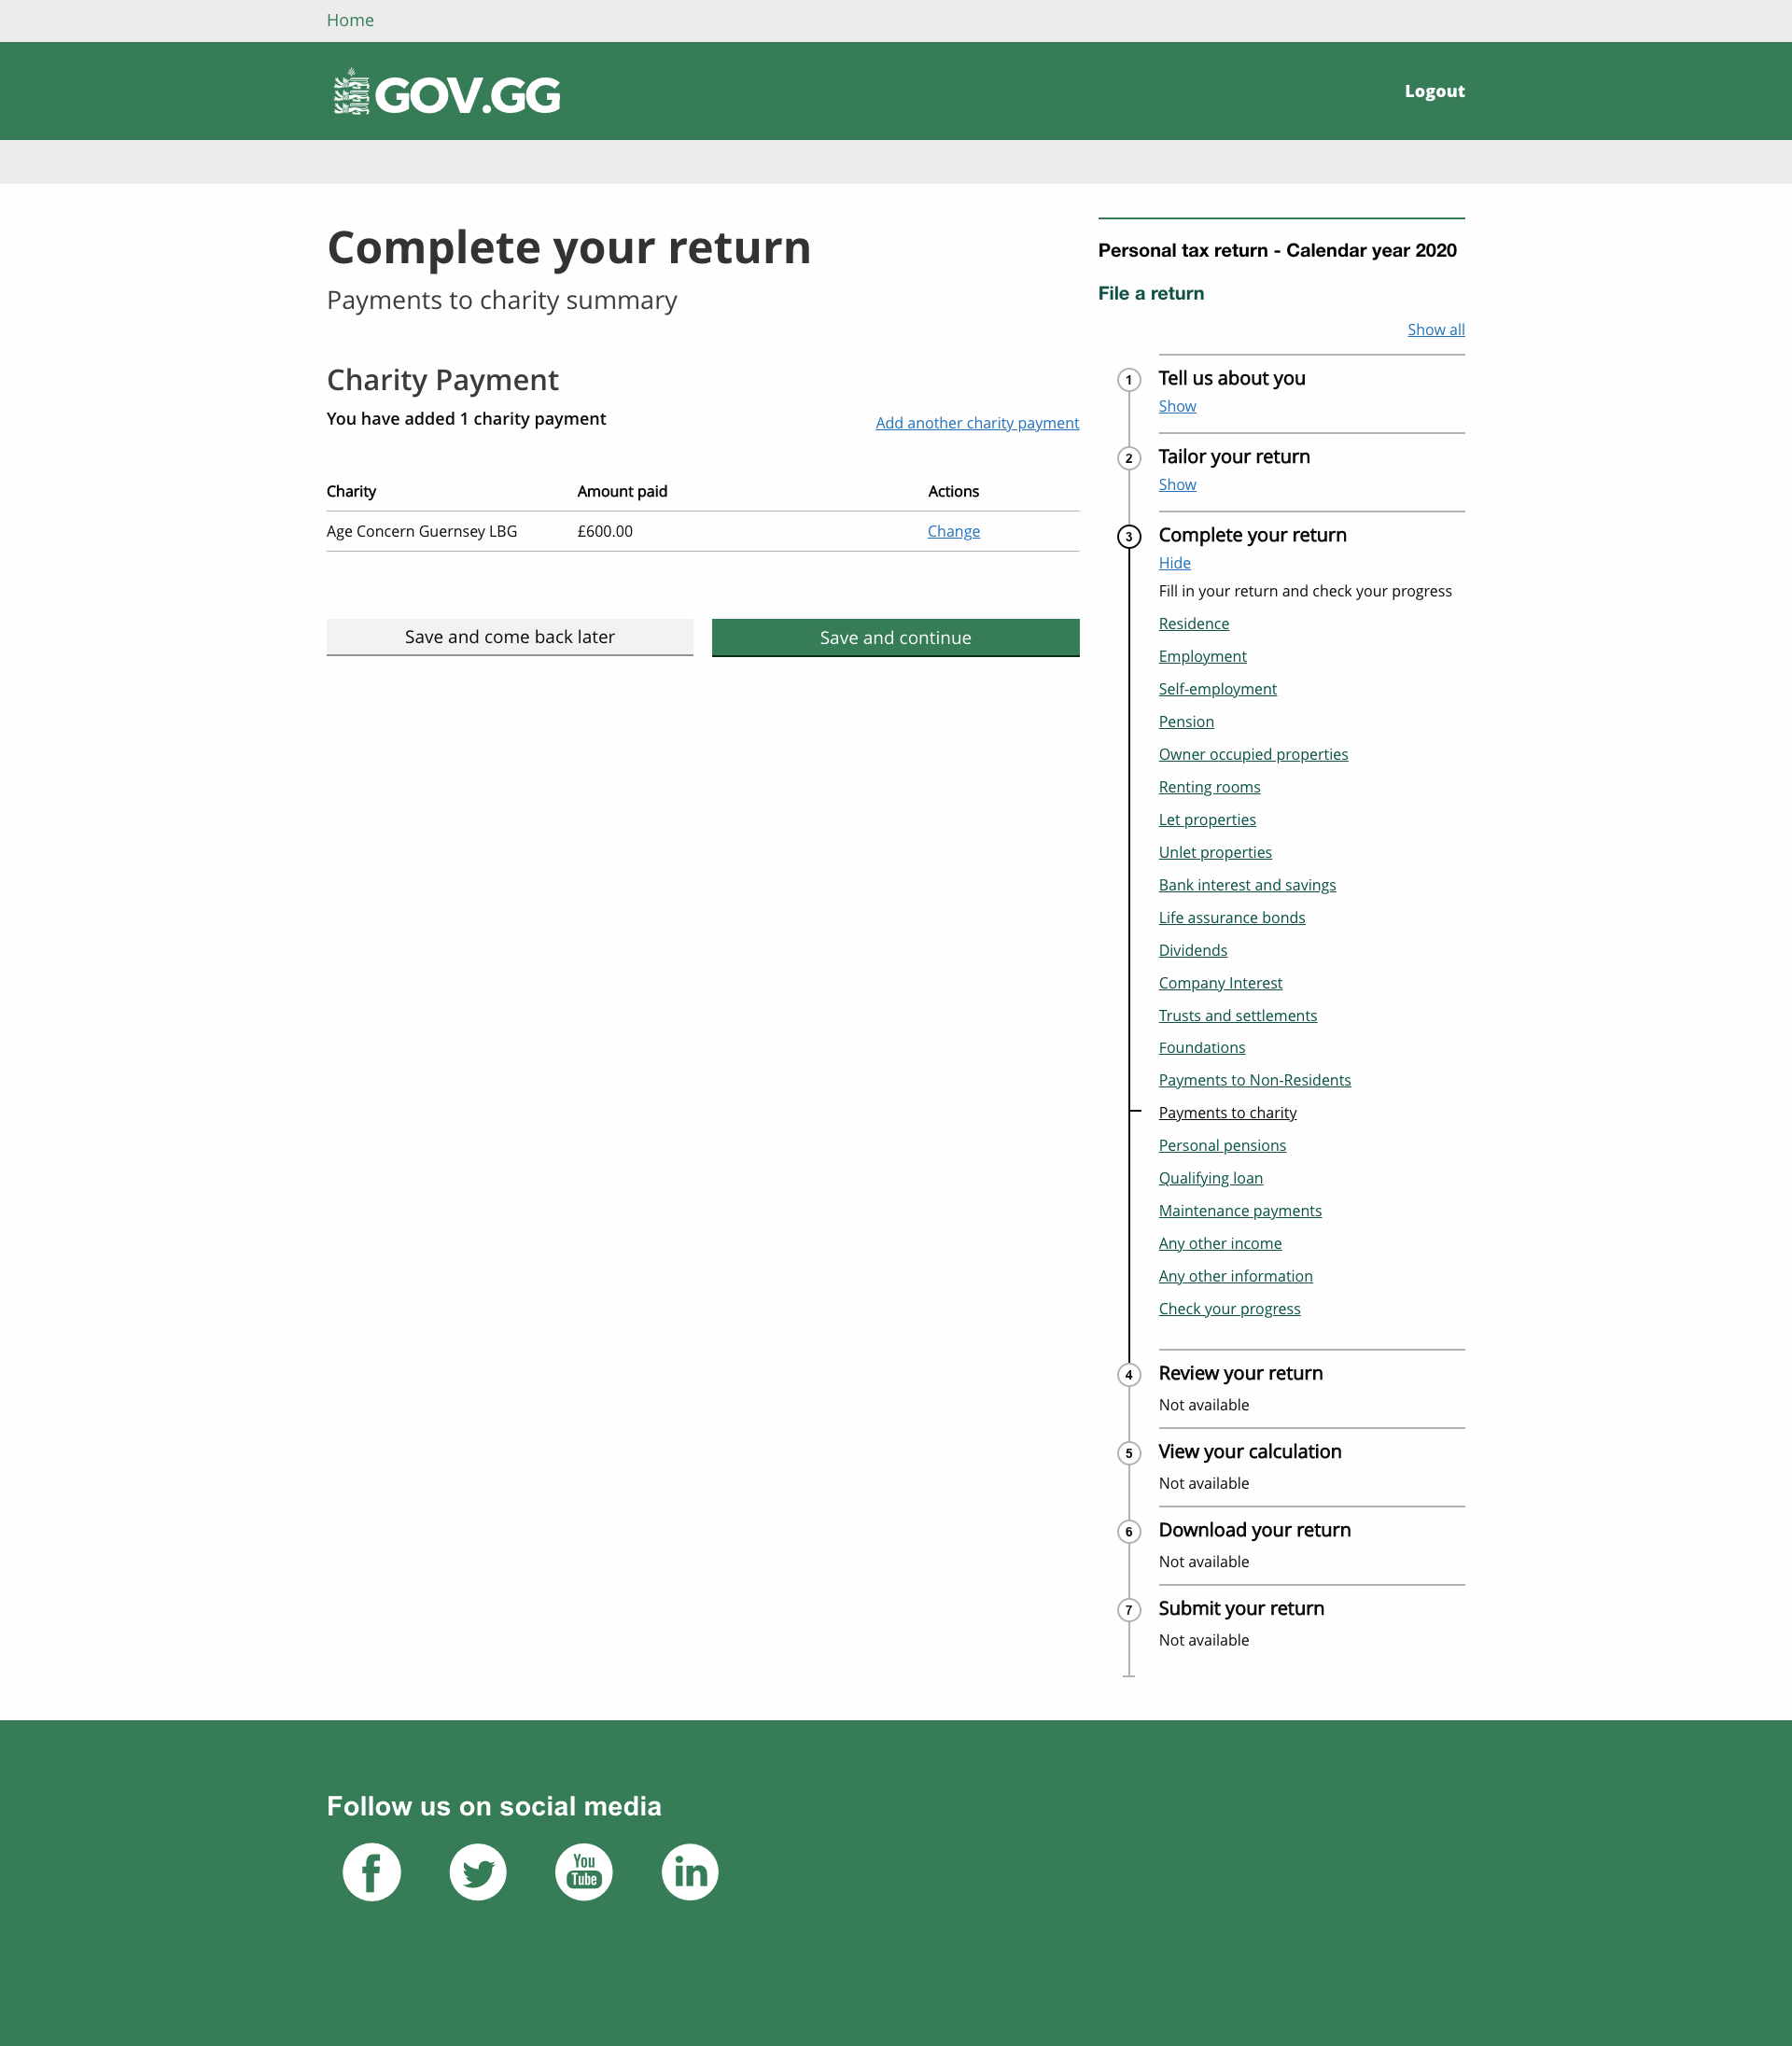 Home
GOV.GG
Logout
Complete your return
Payments to charity summary
Charity Payment
You have added 1 charity payment
Add another charity payment
Charity Amount paid Actions
Age Concern Guernsey LBG £600.00 Change
Save and come back later Save and continue
Personal tax return - Calendar year 2020
File a return
Show all
1 Tell us about you
Show
2 Tailor your return
Show
3 Complete your return
Hide
Fill in your return and check your progress
Residence
Employment
Self-employment
Pension
Owner occupied properties
Renting rooms
Let properties
Unlet properties
Bank interest and savings
Life assurance bonds
Dividends
Company Interest
Trusts and settlements
Foundations
Payments to Non-Residents
Payments to charity
Personal pensions
Qualifying loan
Maintenance payments
Any other income
Any other information
Check your progress
4 Review your return
Not available
5 View your calculation
Not available
6 Download your return
Not available
7 Submit your return
Not available
Follow us on social media
f
You
Tube
in